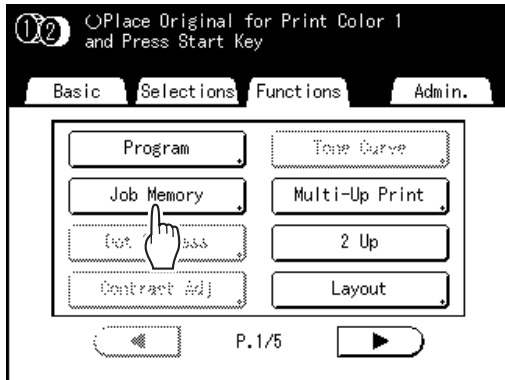 ①② Place Original for Print Color 1
and Press Start Key
Basic Selections Functions Admin.
Program Tone Curve
Job Memory Multi-Up Print
2 Up
Contrast Adj Layout
P.1/5